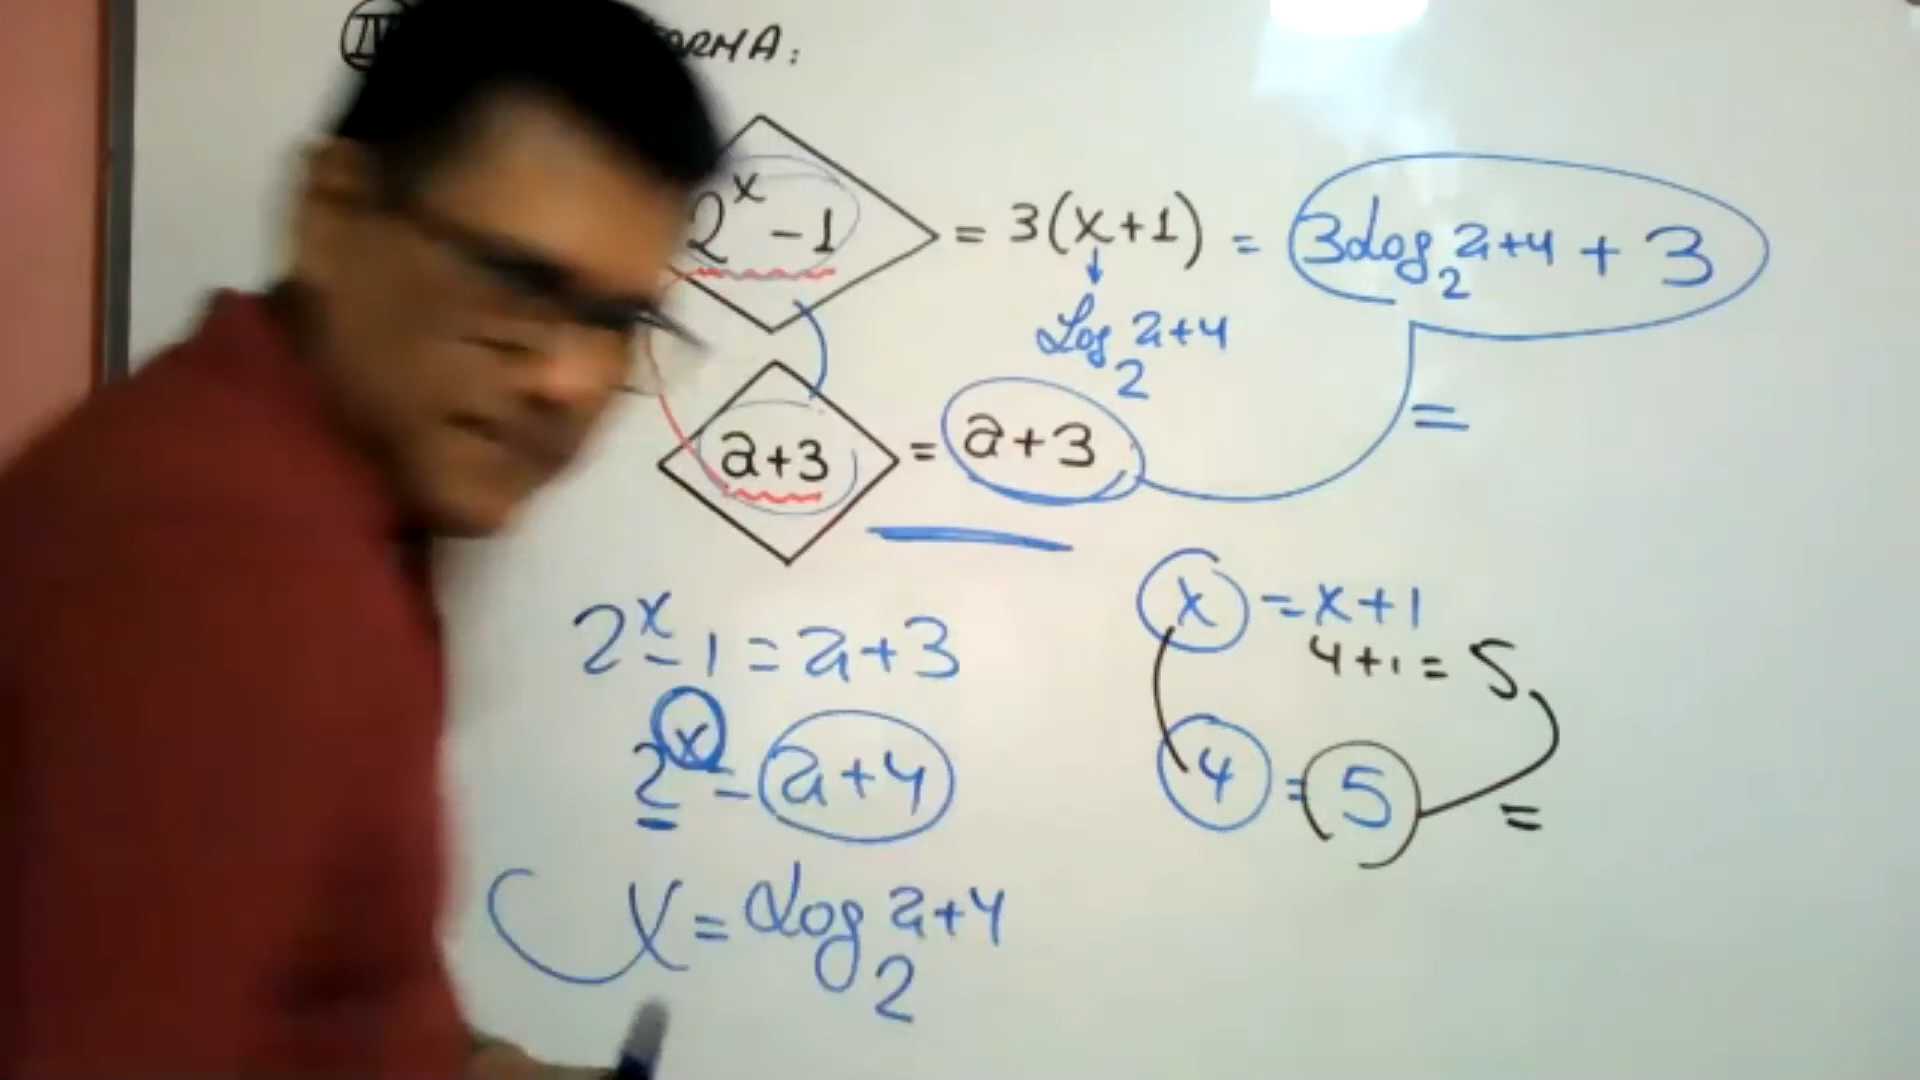 IV ORMA:
2^x - 1 = 3(x+1) = 3log_2 a+4 + 3
Log_2 a+4
a+3 = a+3
=
2^x - 1 = a+3
2^x = a+4
x = log_2 a+4
x = x+1
4+1 = 5
4 = 5
=